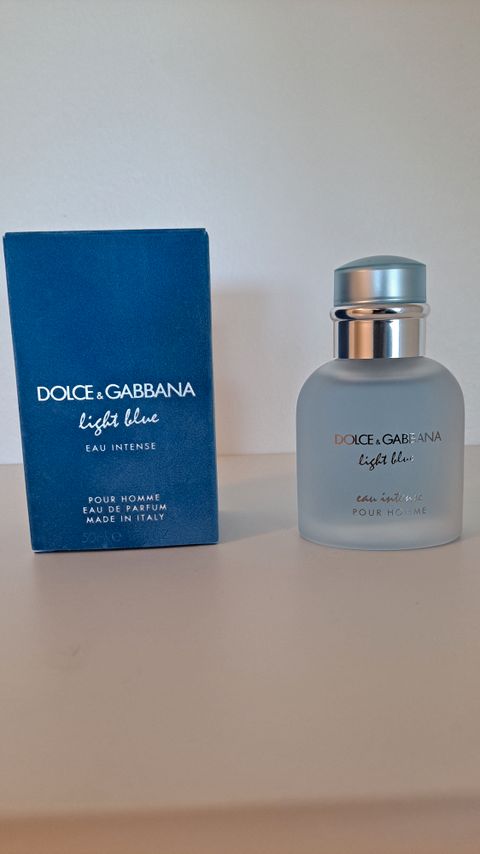 DOLCE & GABBANA
light blue
EAU INTENSE
POUR HOMME
EAU DE PARFUM
MADE IN ITALY
DOLCE & GABBANA
light blue
eau intense
POUR HOMME